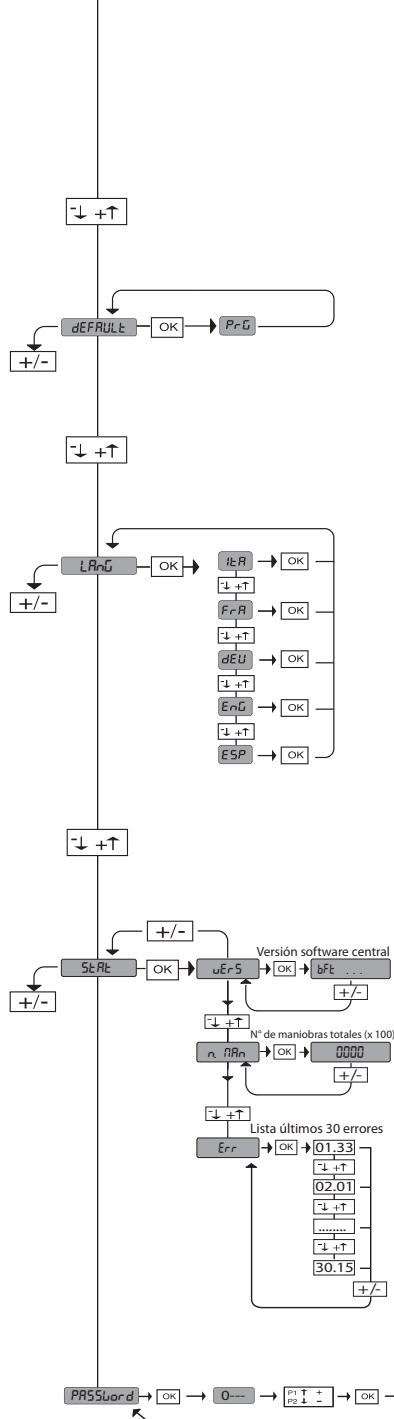 -↓ +↑
dEFAULt OK PrG
+/-
-↓ +↑
LAnG OK ItA OK
+/-
-↓ +↑
FrA OK
-↓ +↑
dEU OK
-↓ +↑
EnG OK
-↓ +↑
ESP OK
-↓ +↑
+/-
Versión software central
StAt OK vErS OK bFt ...
+/-
+/-
-↓ +↑
N° de maniobras totales (x 100)
n. MAn OK 0000
+/-
-↓ +↑
Lista últimos 30 errores
Err OK 01.33
-↓ +↑
02.01
-↓ +↑
........
-↓ +↑
30.15
+/-
PASSword OK 0--- P1 ↑ + OK
P2 ↓ -